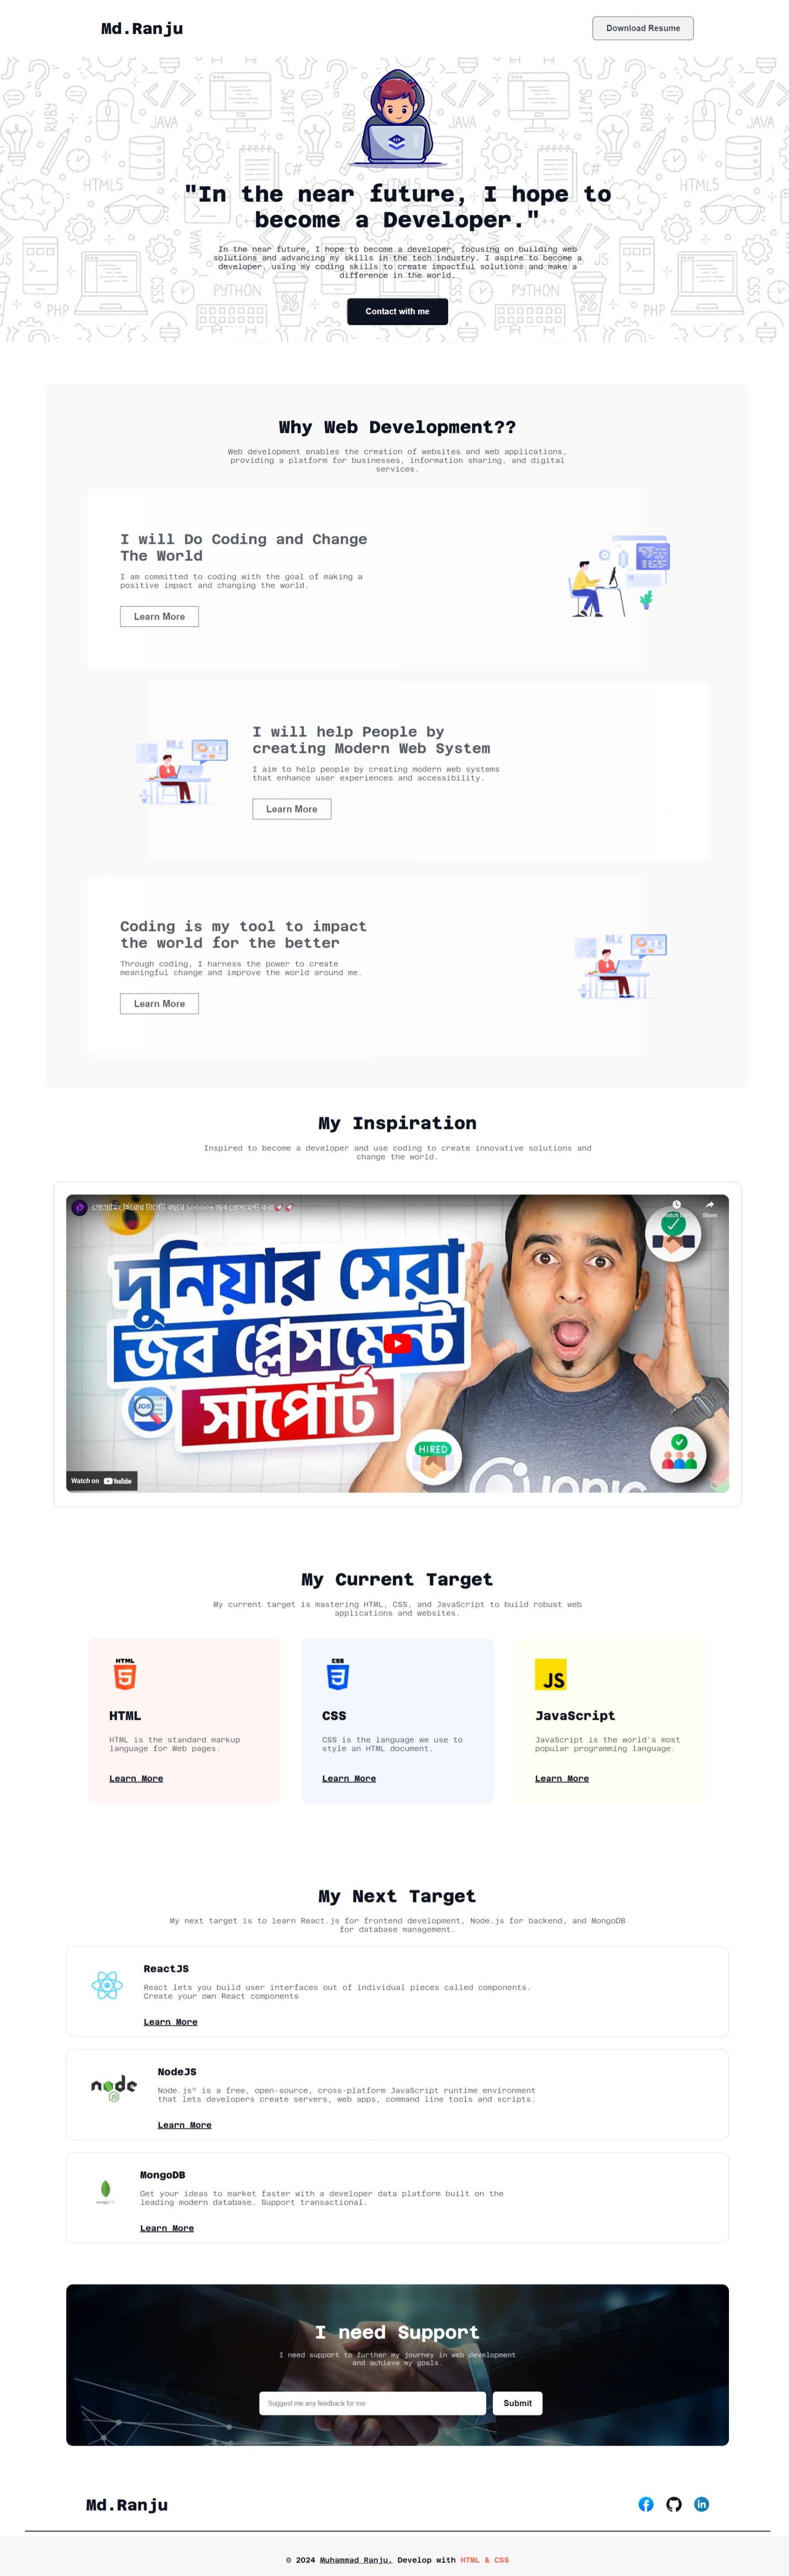 Md.Ranju
Download Resume
"In the near future, I hope to
become a Developer."
In the near future, I hope to become a developer, focusing on building web
solutions and advancing my skills in the tech industry. I aspire to become a
developer, using my coding skills to create impactful solutions and make a
difference in the world.
Contact with me
Why Web Development??
Web development enables the creation of websites and web applications,
providing a platform for businesses, information sharing, and digital
services.
I will Do Coding and Change
The World
I am committed to coding with the goal of making a
positive impact and changing the world.
Learn More
I will help People by
creating Modern Web System
I aim to help people by creating modern web systems
that enhance user experiences and accessibility.
Learn More
Coding is my tool to impact
the world for the better
Through coding, I harness the power to create
meaningful change and improve the world around me.
Learn More
My Inspiration
Inspired to become a developer and use coding to create innovative solutions and
change the world.
প্রোগ্রামিং হিরোর টার্গেট বছরে ১০০০০+ জব প্লেসমেন্ট করা
Share
দুনিয়ার সেরা
জব প্লেসমেন্ট
সাপোর্ট
JOB
HIRED
Watch on YouTube
My Current Target
My current target is mastering HTML, CSS, and JavaScript to build robust web
applications and websites.
HTML
HTML
HTML is the standard markup
language for Web pages.
Learn More
CSS
CSS
CSS is the language we use to
style an HTML document.
Learn More
JS
JavaScript
JavaScript is the world's most
popular programming language.
Learn More
My Next Target
My next target is to learn React.js for frontend development, Node.js for backend, and MongoDB
for database management.
ReactJS
React lets you build user interfaces out of individual pieces called components.
Create your own React components
Learn More
node
JS
NodeJS
Node.js® is a free, open-source, cross-platform JavaScript runtime environment
that lets developers create servers, web apps, command line tools and scripts.
Learn More
MongoDB
Get your ideas to market faster with a developer data platform built on the
leading modern database. Support transactional.
Learn More
I need Support
I need support to further my journey in web development
and achieve my goals.
Suggest me any feedback for me
Submit
Md.Ranju
© 2024 Muhammad Ranju. Develop with HTML & CSS